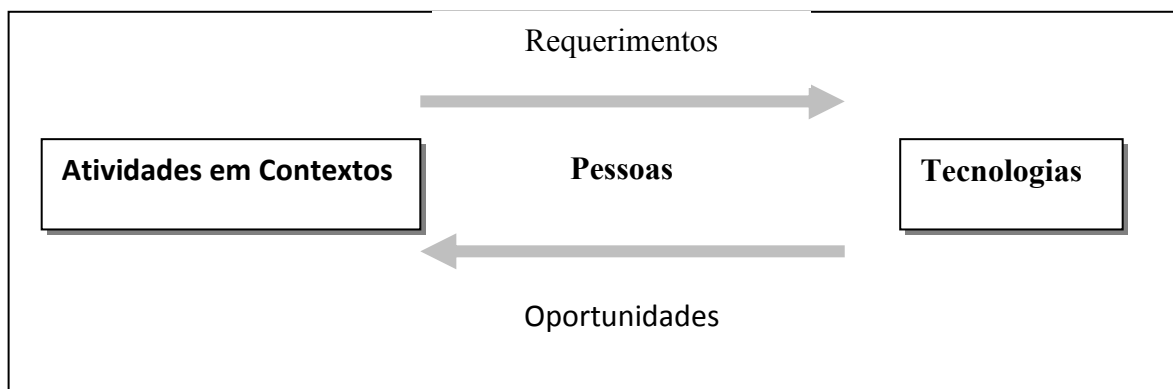 Requerimentos
Atividades em Contextos
Pessoas
Tecnologias
Oportunidades